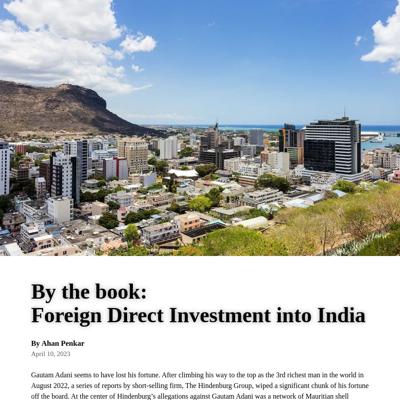 By the book:
Foreign Direct Investment into India
By Ahan Penkar
April 10, 2023
Gautam Adani seems to have lost his fortune. After climbing his way to the top as the 3rd richest man in the world in
August 2022, a series of reports by short-selling firm, The Hindenburg Group, wiped a significant chunk of his fortune
off the board. At the center of Hindenburg’s allegations against Gautam Adani was a network of Mauritian shell